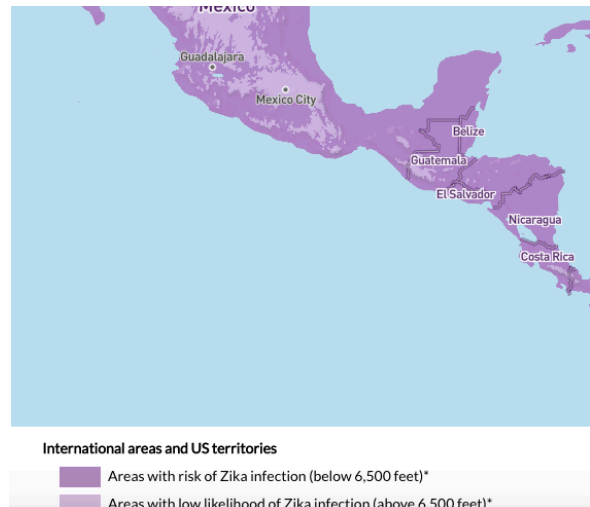 Mexico
Guadalajara
Mexico City
Belize
Guatemala
El Salvador
Nicaragua
Costa Rica
International areas and US territories
Areas with risk of Zika infection (below 6,500 feet)*
Areas with low likelihood of Zika infection (above 6,500 feet)*